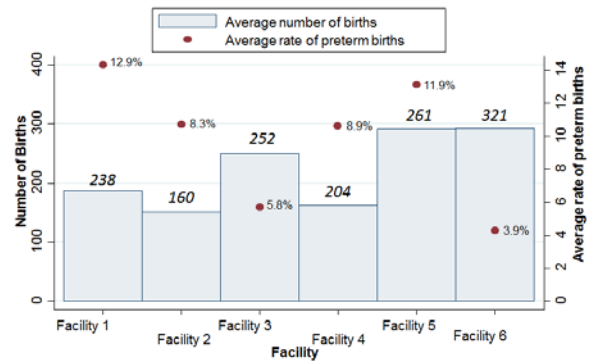 Average number of births
Average rate of preterm births
Number of Births
400
300
200
100
0
238
160
252
204
261
321
12.9%
8.3%
5.8%
8.9%
11.9%
3.9%
14
12
10
8
6
4
2
0
Average rate of preterm births
Facility 1
Facility 2
Facility 3
Facility 4
Facility 5
Facility 6
Facility